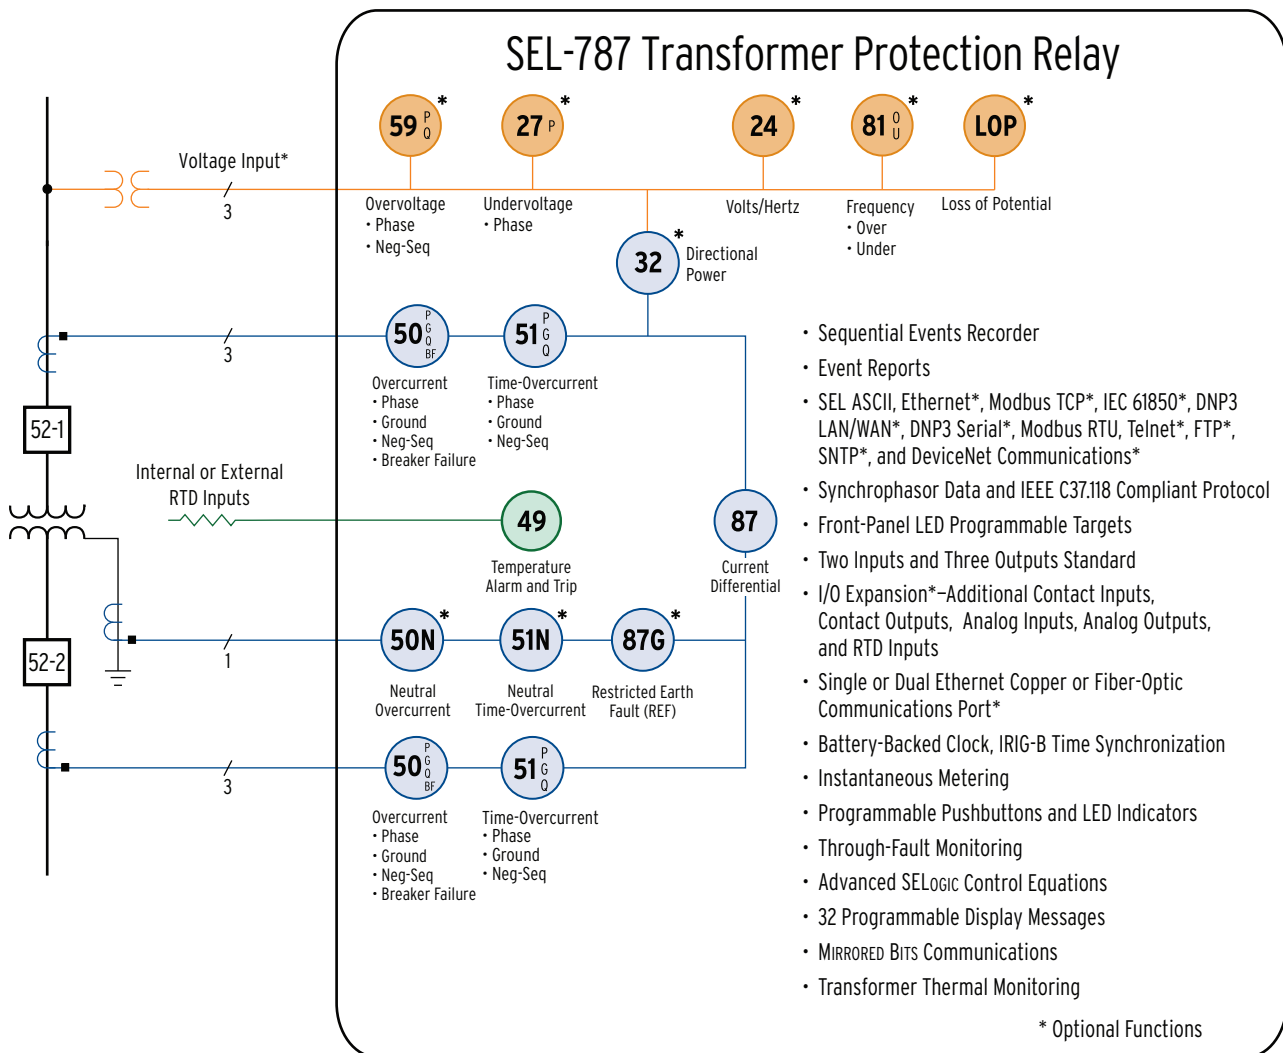 SEL-787 Transformer Protection Relay
59 P Q *
27 P *
24 *
81 O U *
LOP *
Voltage Input*
3
Overvoltage
• Phase
• Neg-Seq
Undervoltage
• Phase
Volts/Hertz
Frequency
• Over
• Under
Loss of Potential
32 *
Directional
Power
3
50 P G Q BF
51 P G Q
Overcurrent
• Phase
• Ground
• Neg-Seq
• Breaker Failure
Time-Overcurrent
• Phase
• Ground
• Neg-Seq
52-1
Internal or External
RTD Inputs
49
Temperature
Alarm and Trip
87
Current
Differential
52-2
1
50N *
51N *
87G *
Neutral
Overcurrent
Neutral
Time-Overcurrent
Restricted Earth
Fault (REF)
3
50 P G Q BF
51 P G Q
Overcurrent
• Phase
• Ground
• Neg-Seq
• Breaker Failure
Time-Overcurrent
• Phase
• Ground
• Neg-Seq
• Sequential Events Recorder
• Event Reports
• SEL ASCII, Ethernet*, Modbus TCP*, IEC 61850*, DNP3
LAN/WAN*, DNP3 Serial*, Modbus RTU, Telnet*, FTP*,
SNTP*, and DeviceNet Communications*
• Synchrophasor Data and IEEE C37.118 Compliant Protocol
• Front-Panel LED Programmable Targets
• Two Inputs and Three Outputs Standard
• I/O Expansion*–Additional Contact Inputs,
Contact Outputs, Analog Inputs, Analog Outputs,
and RTD Inputs
• Single or Dual Ethernet Copper or Fiber-Optic
Communications Port*
• Battery-Backed Clock, IRIG-B Time Synchronization
• Instantaneous Metering
• Programmable Pushbuttons and LED Indicators
• Through-Fault Monitoring
• Advanced SELOGIC Control Equations
• 32 Programmable Display Messages
• MIRRORED BITS Communications
• Transformer Thermal Monitoring
* Optional Functions